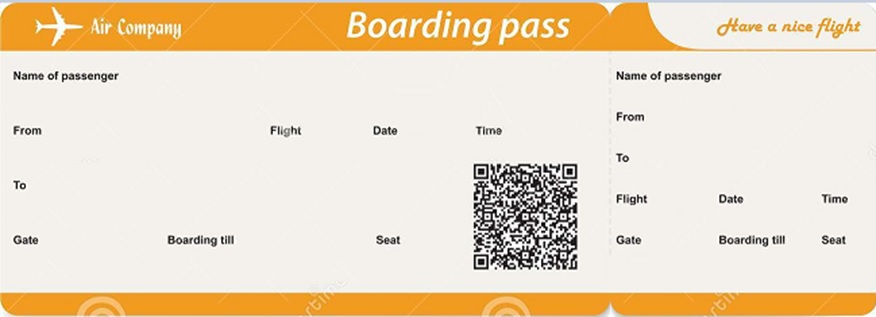 Air Company
Boarding pass
Have a nice flight
Name of passenger
From Flight Date Time
To
Gate Boarding till Seat
Name of passenger
From
To
Flight Date Time
Gate Boarding till Seat